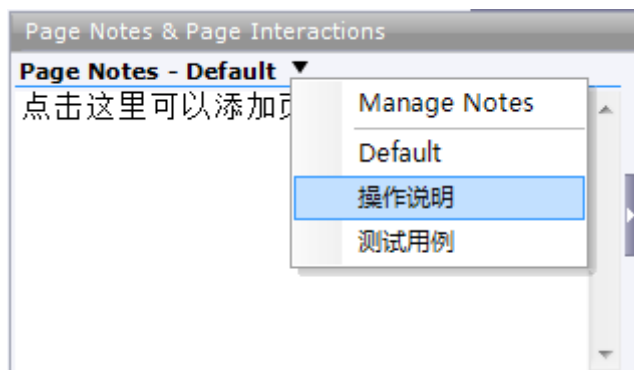 Page Notes & Page Interactions
Page Notes - Default ▼
点击这里可以添加
Manage Notes
Default
操作说明
测试用例